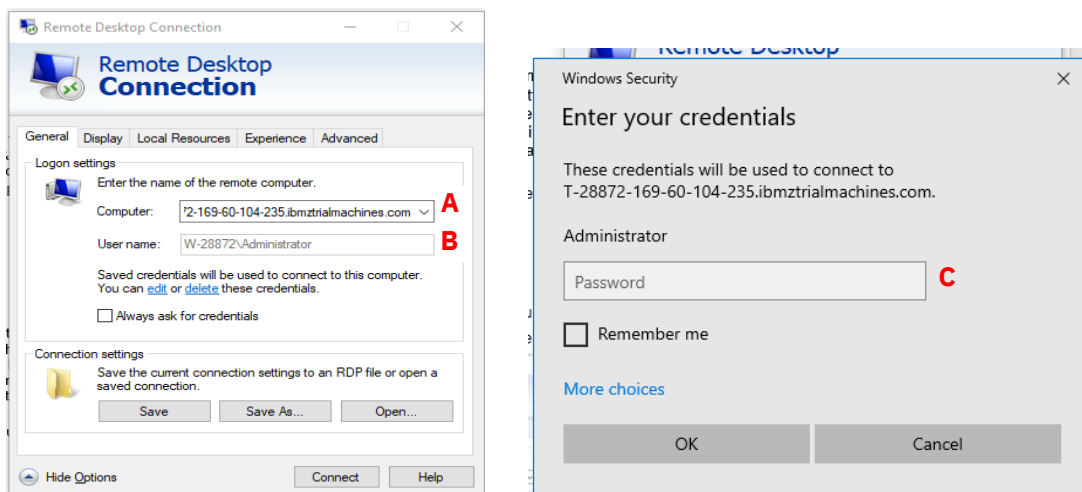 Remote Desktop Connection
Remote Desktop
Connection
General Display Local Resources Experience Advanced
Logon settings
Enter the name of the remote computer.
Computer: '2-169-60-104-235.ibmztrialmachines.com A
User name: W-28872\Administrator B
Saved credentials will be used to connect to this computer.
You can edit or delete these credentials.
Always ask for credentials
Connection settings
Save the current connection settings to an RDP file or open a
saved connection.
Save Save As... Open...
Hide Options Connect Help
Remote Desktop
Windows Security
Enter your credentials
These credentials will be used to connect to
T-28872-169-60-104-235.ibmztrialmachines.com.
Administrator
Password C
Remember me
More choices
OK Cancel